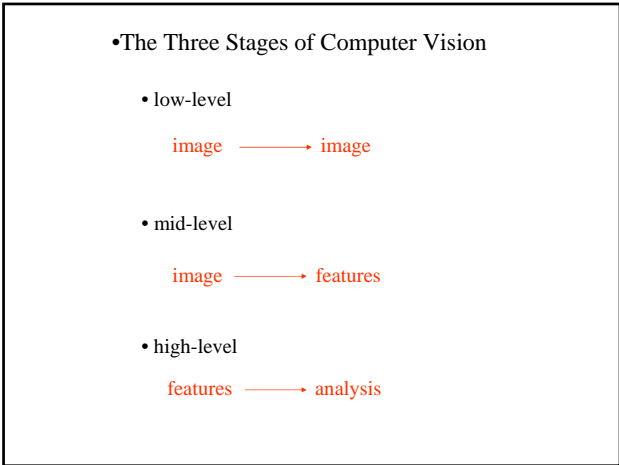 •The Three Stages of Computer Vision
• low-level
image → image
• mid-level
image → features
• high-level
features → analysis